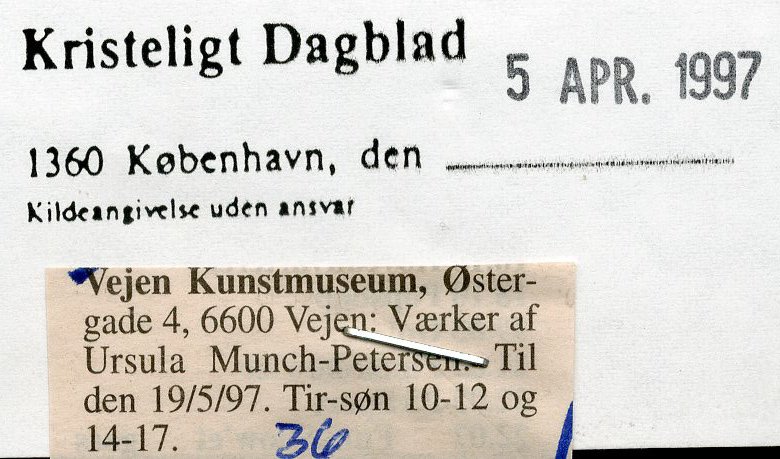 Kristeligt Dagblad
5 APR. 1997
1360 København, den
Kildeangivelse uden ansvar
Vejen Kunstmuseum, Øster-
gade 4, 6600 Vejen: Værker af
Ursula Munch-Petersen. Til
den 19/5/97. Tir-søn 10-12 og
14-17.
36